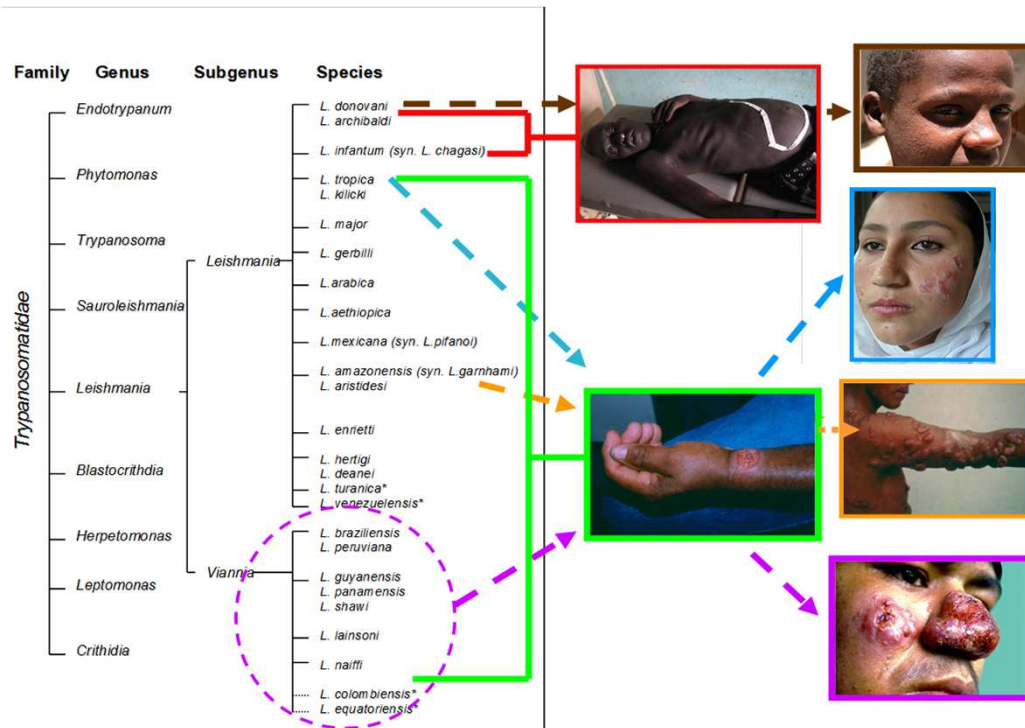 Family Genus Subgenus Species
Trypanosomatidae
Endotrypanum
Phytomonas
Trypanosoma
Sauroleishmania
Leishmania
Blastocrithdia
Herpetomonas
Leptomonas
Crithidia
Leishmania
Viannia
L. donovani
L. archibaldi
L. infantum (syn. L. chagasi)
L. tropica
L. kilicki
L. major
L. gerbilli
L.arabica
L.aethiopica
L.mexicana (syn. L.pifanoi)
L. amazonensis (syn. L.garnhami)
L. aristidesi
L. enrietti
L. hertigi
L. deanei
L. turanica*
L. venezuelensis*
L. braziliensis
L. peruviana
L. guyanensis
L. panamensis
L. shawi
L. lainsoni
L. naiffi
L. colombiensis*
L. equatoriensis*